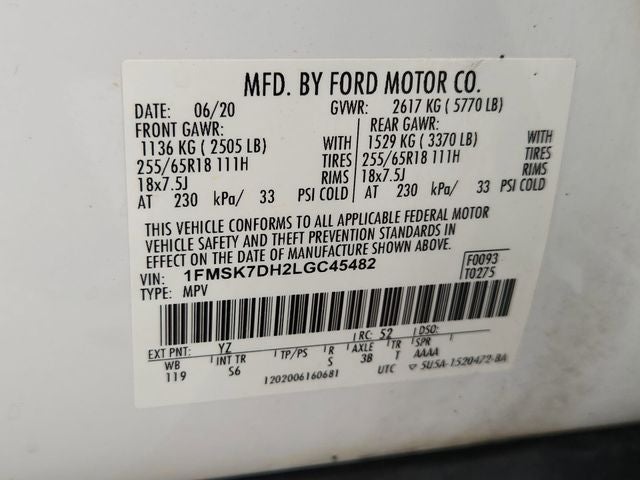 MFD. BY FORD MOTOR CO.
DATE: 06/20 GVWR: 2617 KG ( 5770 LB)
FRONT GAWR: REAR GAWR:
1136 KG ( 2505 LB) WITH 1529 KG ( 3370 LB) WITH
255/65R18 111H TIRES 255/65R18 111H TIRES
18x7.5J RIMS 18x7.5J RIMS
AT 230 kPa/ 33 PSI COLD AT 230 kPa/ 33 PSI COLD
THIS VEHICLE CONFORMS TO ALL APPLICABLE FEDERAL MOTOR
VEHICLE SAFETY AND THEFT PREVENTION STANDARDS IN
EFFECT ON THE DATE OF MANUFACTURE SHOWN ABOVE.
VIN: 1FMSK7DH2LGC45482 F0093
TYPE: MPV T0275
EXT PNT: YZ RC: 52 DSO:
WB INT TR TP/PS R AXLE TR SPR
119 S6 S 3B T AAAA
1202006160681 UTC 5U5A-1520472-BA